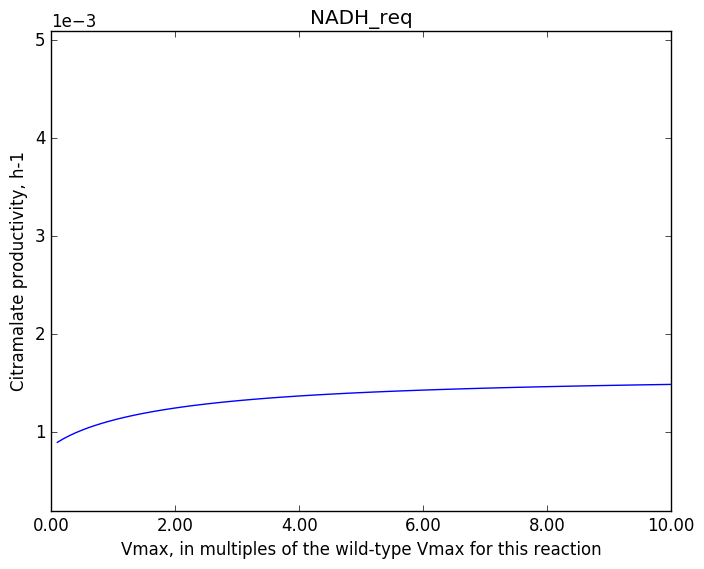 NADH_req
1e−3
5
4
3
2
1
0.00 2.00 4.00 6.00 8.00 10.00
Citramalate productivity, h-1
Vmax, in multiples of the wild-type Vmax for this reaction